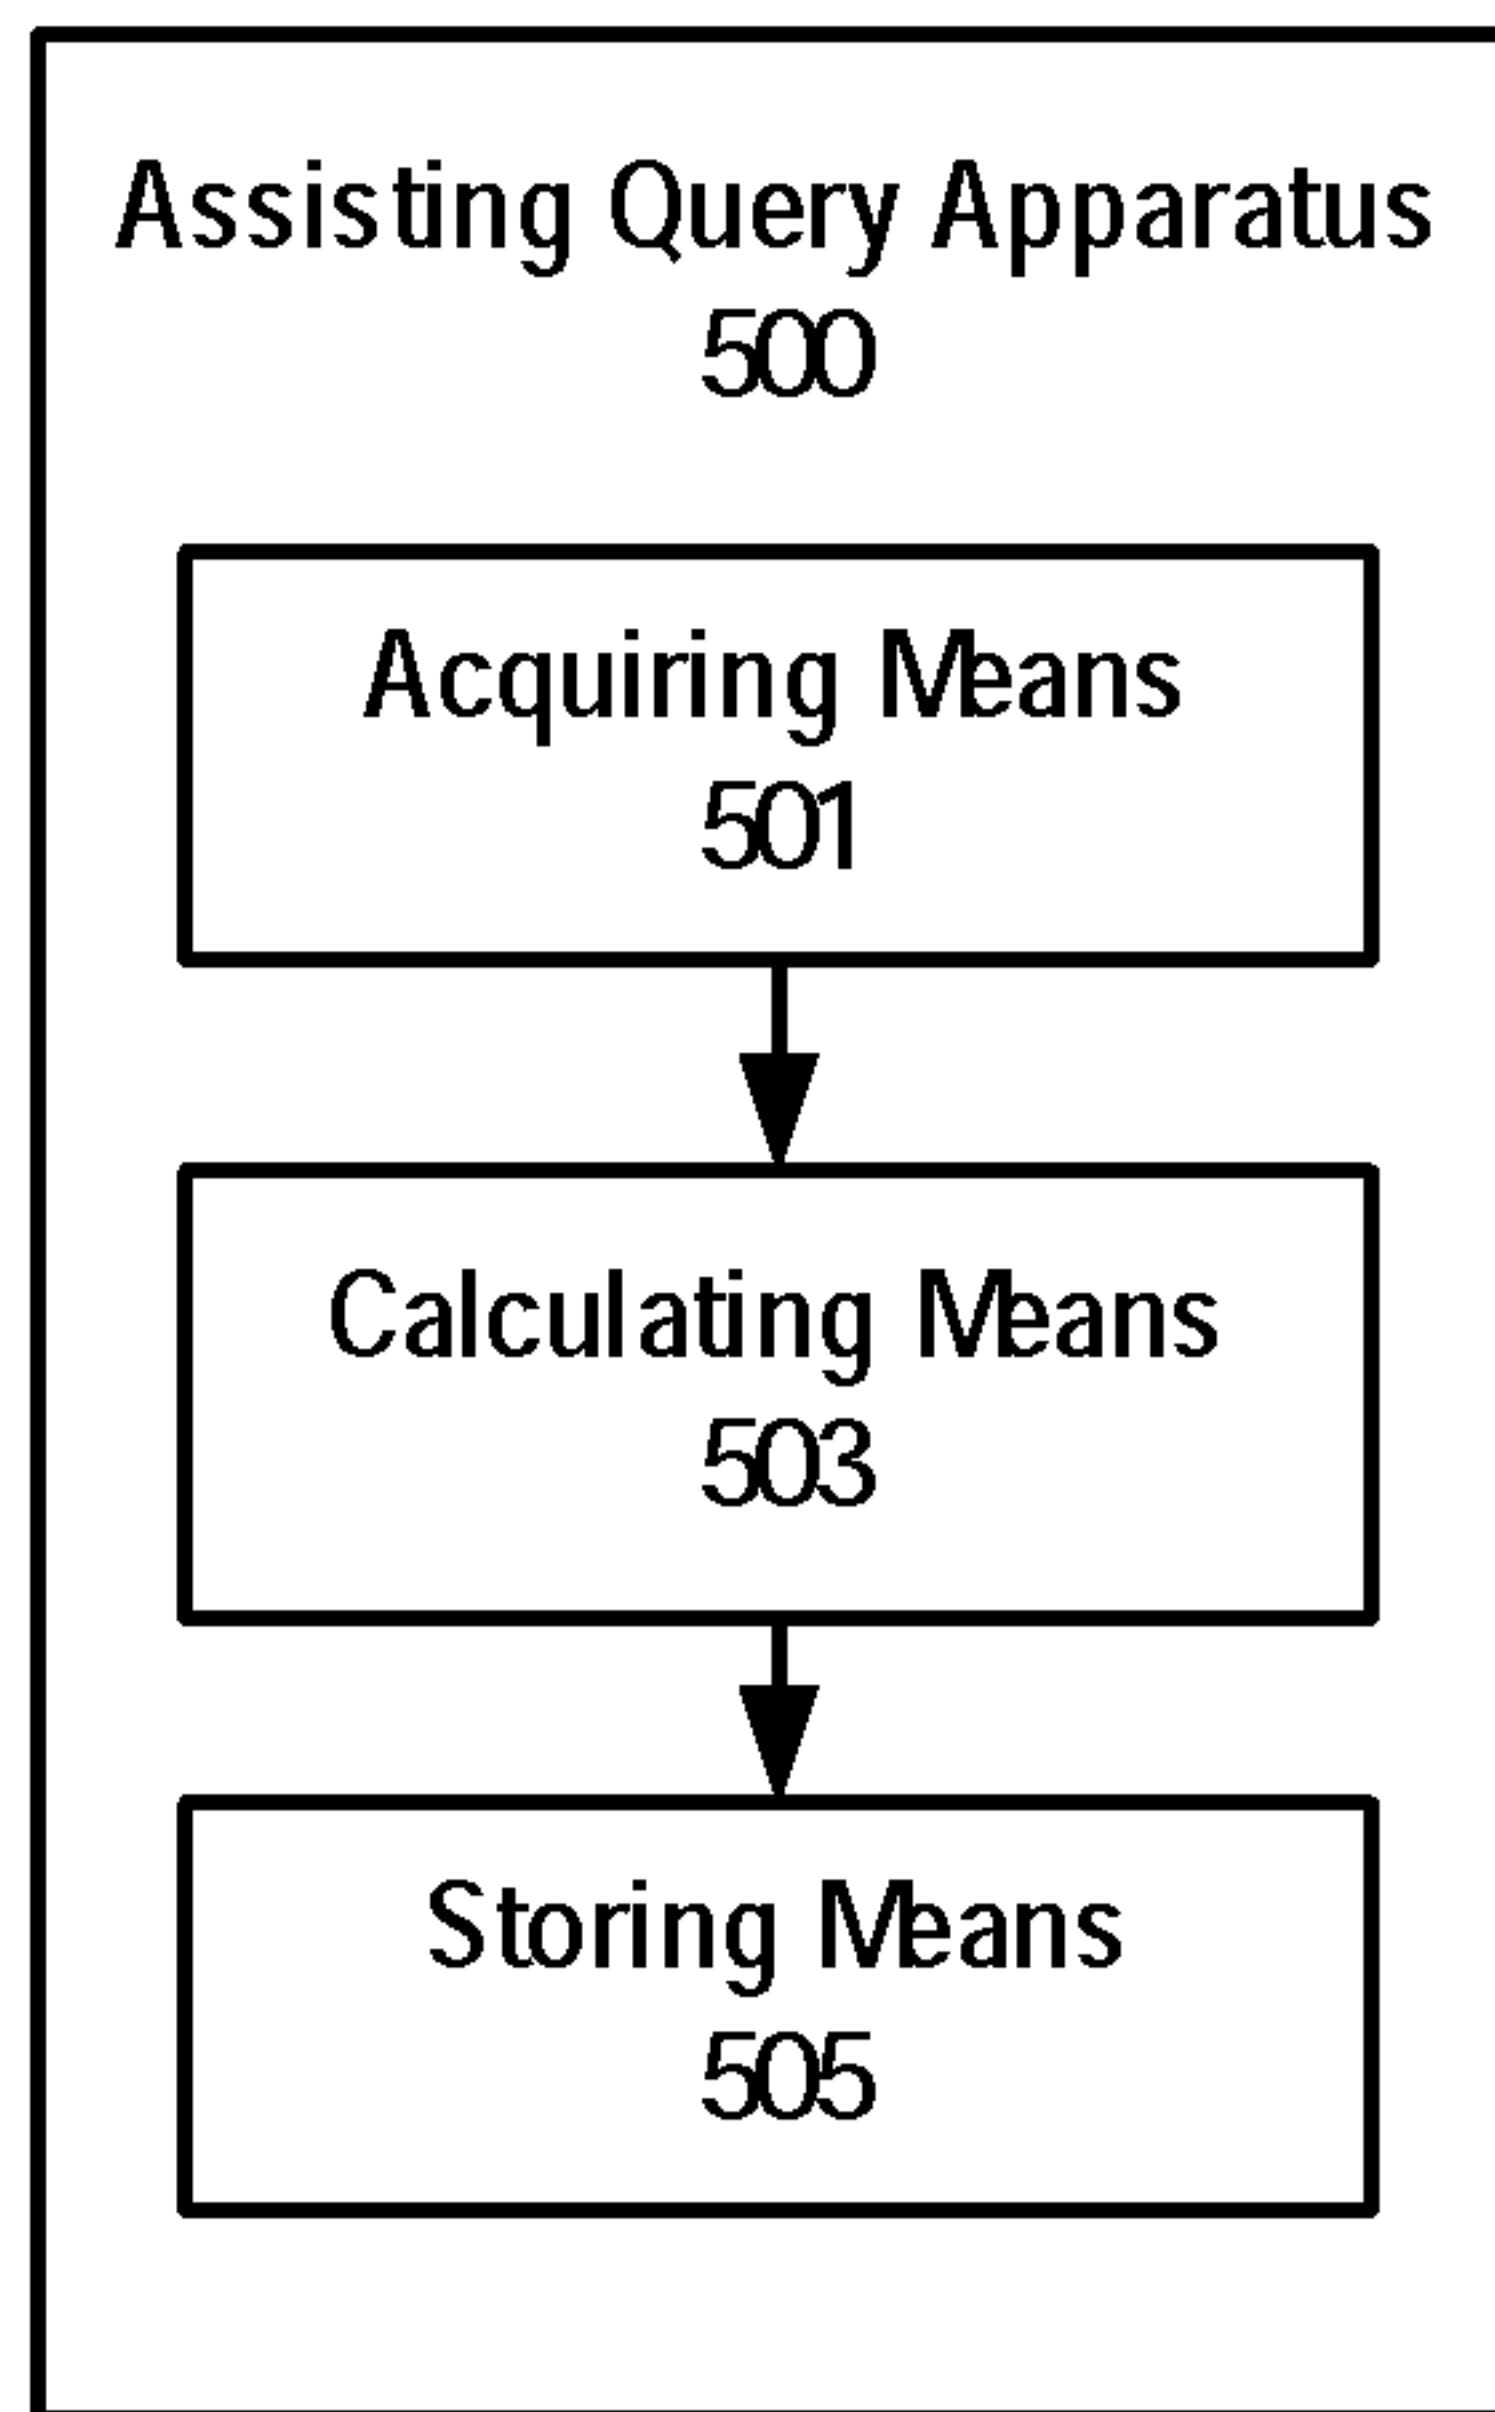 Assisting Query Apparatus
500
Acquiring Means
501
Calculating Means
503
Storing Means
505